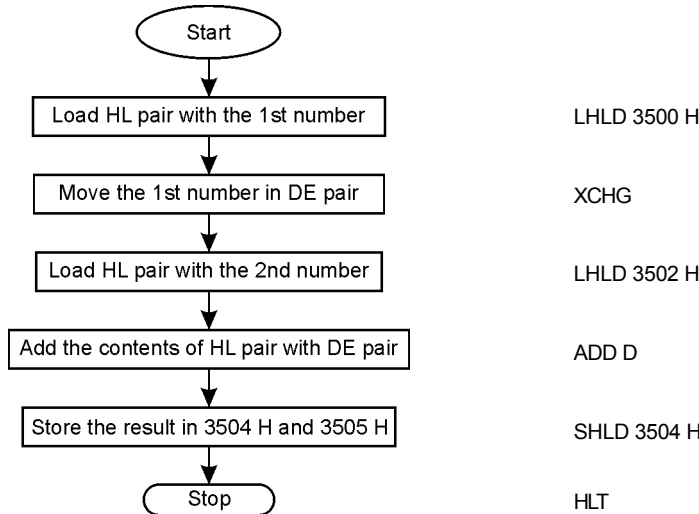 Start
Load HL pair with the 1st number LHLD 3500 H
Move the 1st number in DE pair XCHG
Load HL pair with the 2nd number LHLD 3502 H
Add the contents of HL pair with DE pair ADD D
Store the result in 3504 H and 3505 H SHLD 3504 H
Stop HLT